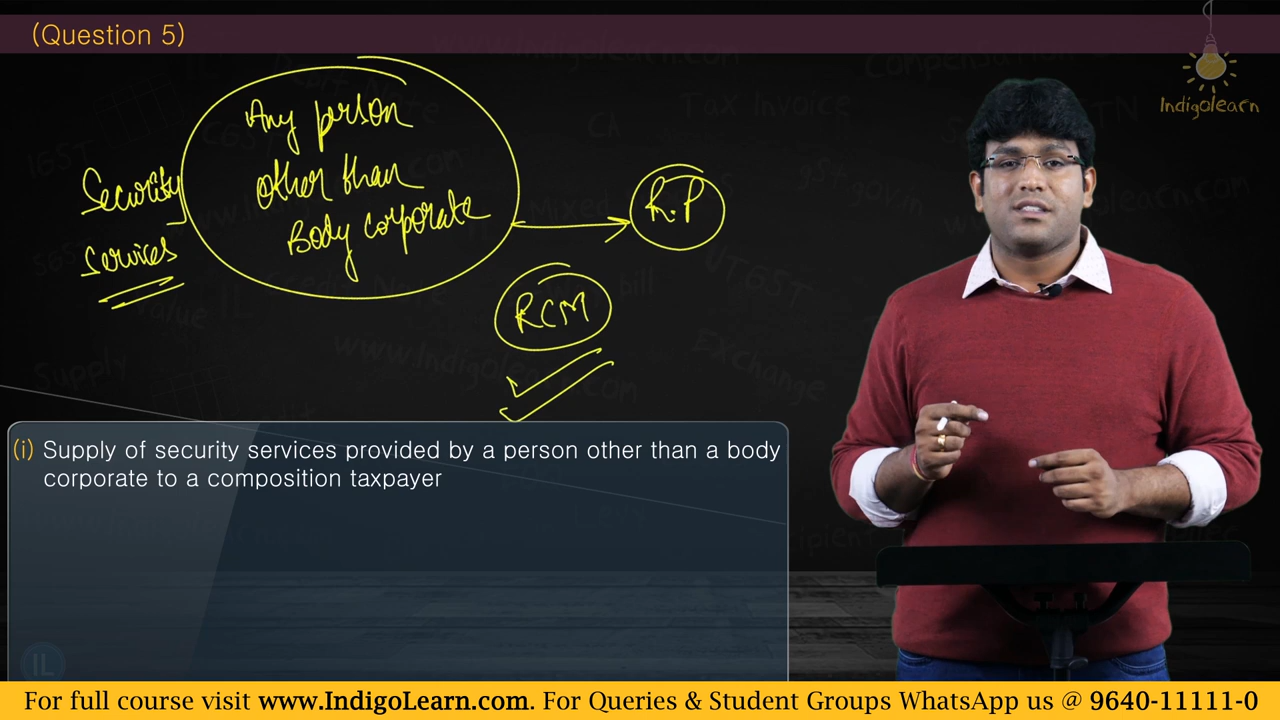 (Question 5)
Indigolearn
Security
Services
Any person
other than
Body corporate
R.P
RCM
(i) Supply of security services provided by a person other than a body
corporate to a composition taxpayer
IL
For full course visit www.IndigoLearn.com. For Queries & Student Groups WhatsApp us @ 9640-11111-0